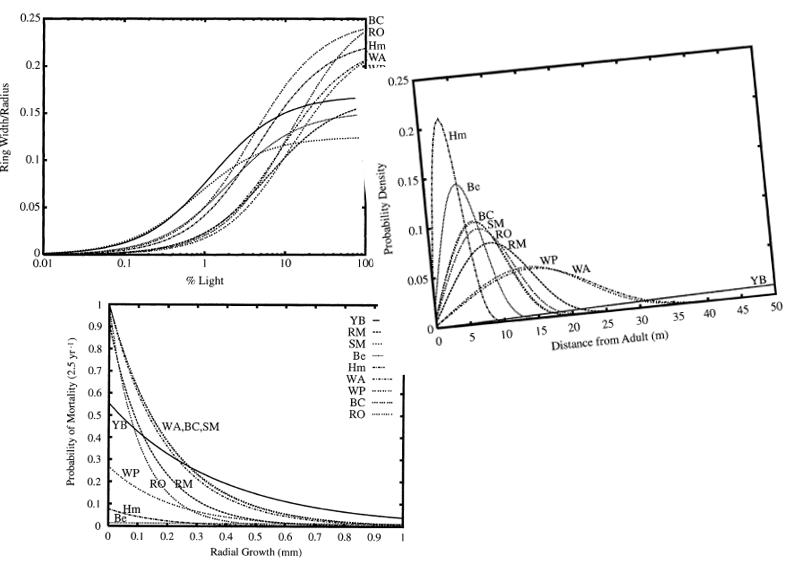 BC
RO
Hm
WA
0.25
0.2
0.15
0.1
0.05
0
0.01
0.1
1
10
100
Ring Width/Radius
% Light
0.25
0.2
0.15
0.1
0.05
0
0
5
10
15
20
25
30
35
40
45
50
Probability Density
Distance from Adult (m)
Hm
Be
BC
SM
RO
RM
WP
WA
YB
1
0.9
0.8
0.7
0.6
0.5
0.4
0.3
0.2
0.1
0
0
0.1
0.2
0.3
0.4
0.5
0.6
0.7
0.8
0.9
1
Probability of Mortality (2.5 yr⁻¹)
Radial Growth (mm)
YB
WA,BC,SM
WP
RO
RM
Hm
Be
YB
RM
SM
Be
Hm
WA
WP
BC
RO